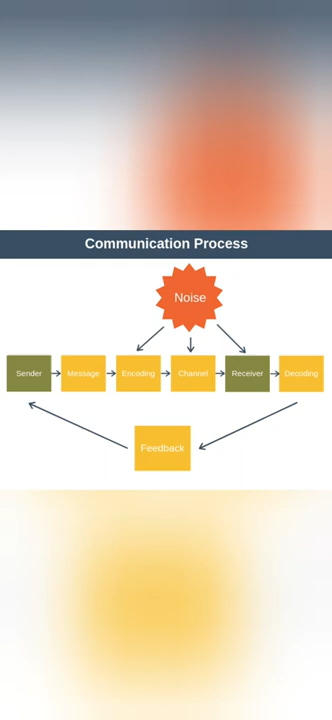 Communication Process
Noise
Sender
Message
Encoding
Channel
Receiver
Decoding
Feedback